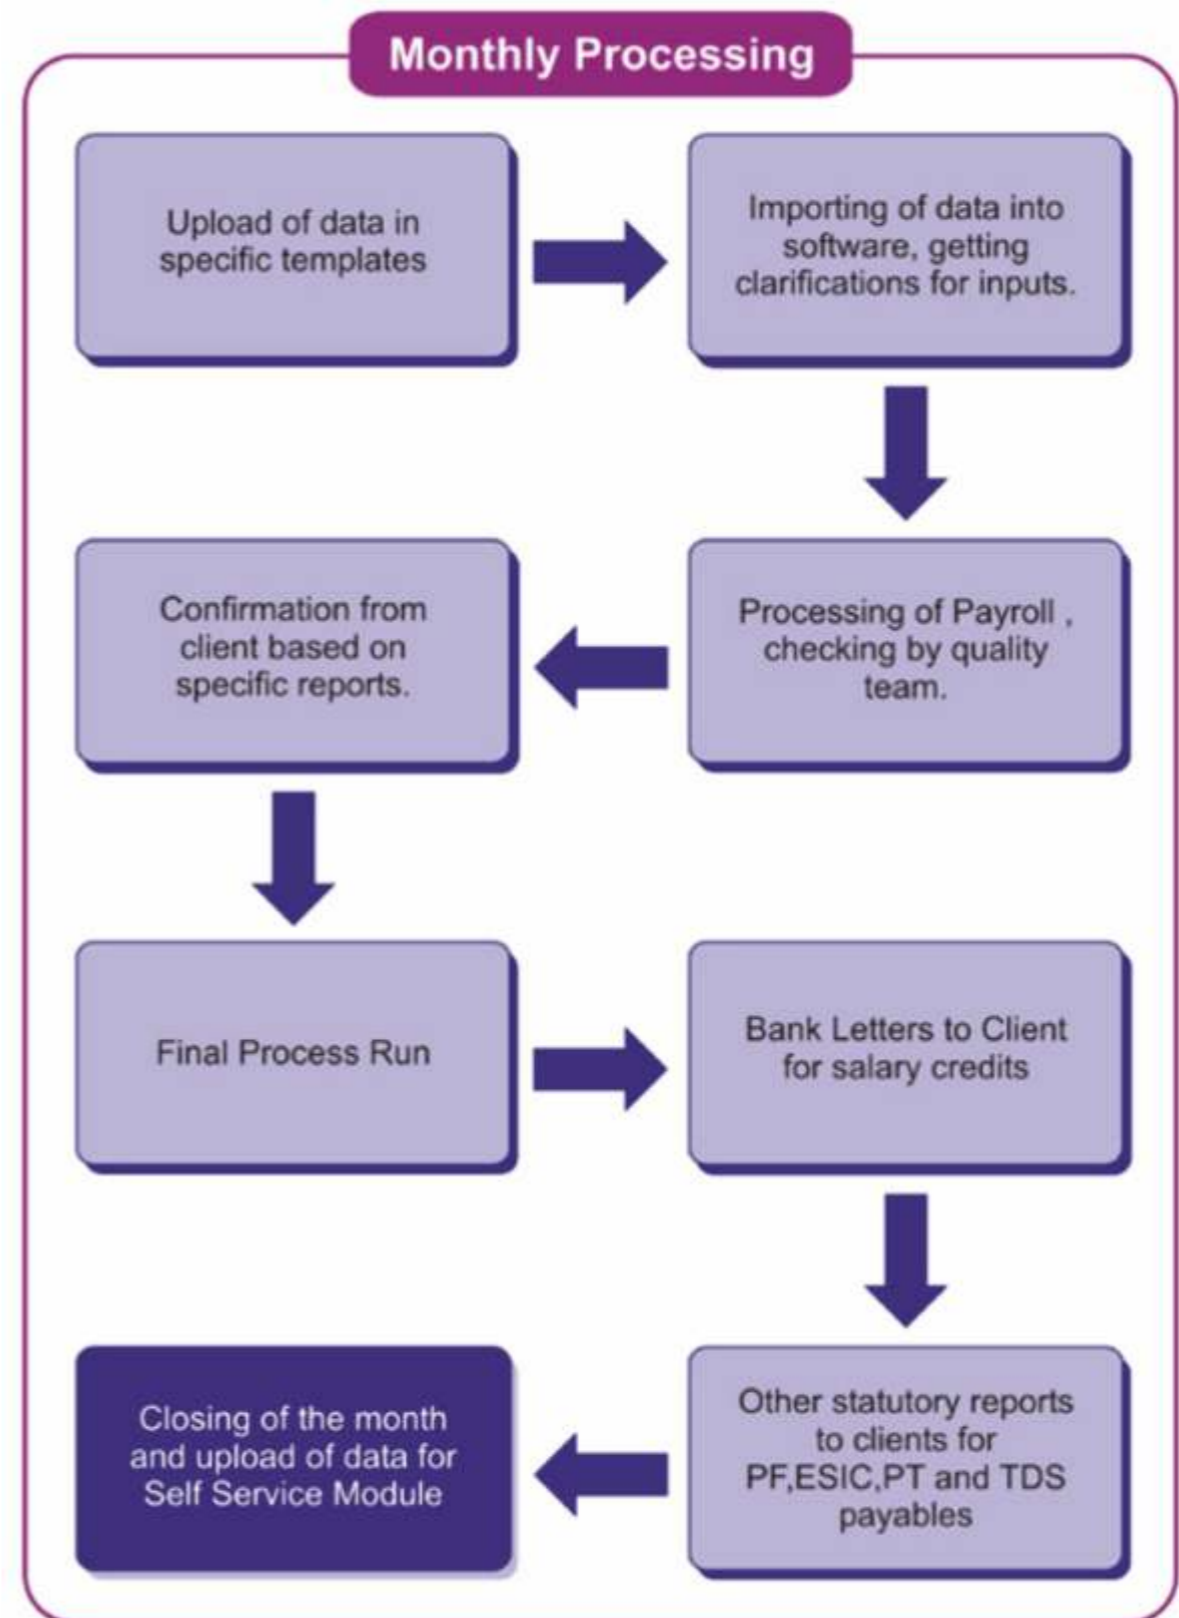 Monthly Processing
Upload of data in
specific templates
Importing of data into
software, getting
clarifications for inputs.
Processing of Payroll ,
checking by quality
team.
Confirmation from
client based on
specific reports.
Final Process Run
Bank Letters to Client
for salary credits
Other statutory reports
to clients for
PF,ESIC,PT and TDS
payables
Closing of the month
and upload of data for
Self Service Module